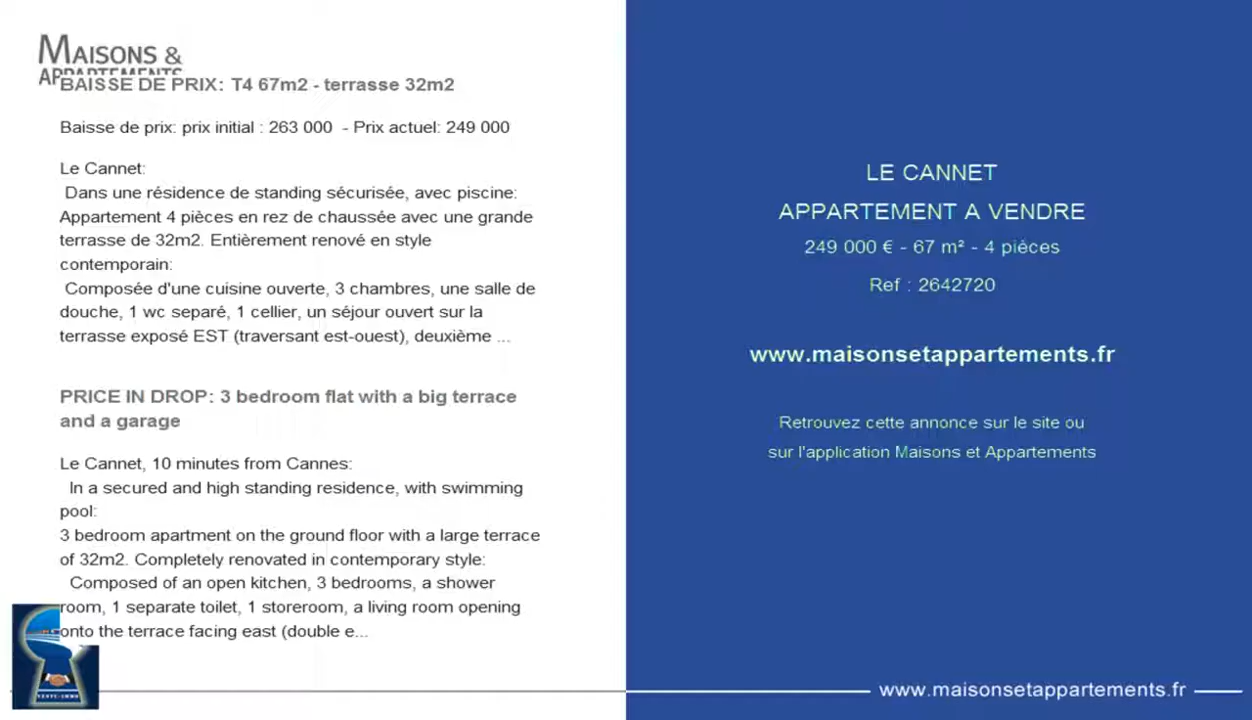 MAISONS &
APPARTEMENTS
BAISSE DE PRIX: T4 67m2 - terrasse 32m2
Baisse de prix: prix initial : 263 000 - Prix actuel: 249 000
Le Cannet:
Dans une résidence de standing sécurisée, avec piscine:
Appartement 4 pièces en rez de chaussée avec une grande
terrasse de 32m2. Entièrement renové en style
contemporain:
Composée d'une cuisine ouverte, 3 chambres, une salle de
douche, 1 wc separé, 1 cellier, un séjour ouvert sur la
terrasse exposé EST (traversant est-ouest), deuxième ...
PRICE IN DROP: 3 bedroom flat with a big terrace
and a garage
Le Cannet, 10 minutes from Cannes:
In a secured and high standing residence, with swimming
pool:
3 bedroom apartment on the ground floor with a large terrace
of 32m2. Completely renovated in contemporary style:
Composed of an open kitchen, 3 bedrooms, a shower
room, 1 separate toilet, 1 storeroom, a living room opening
onto the terrace facing east (double e...
LE CANNET
APPARTEMENT A VENDRE
249 000 € - 67 m² - 4 pièces
Ref : 2642720
www.maisonsetappartements.fr
Retrouvez cette annonce sur le site ou
sur l'application Maisons et Appartements
www.maisonsetappartements.fr